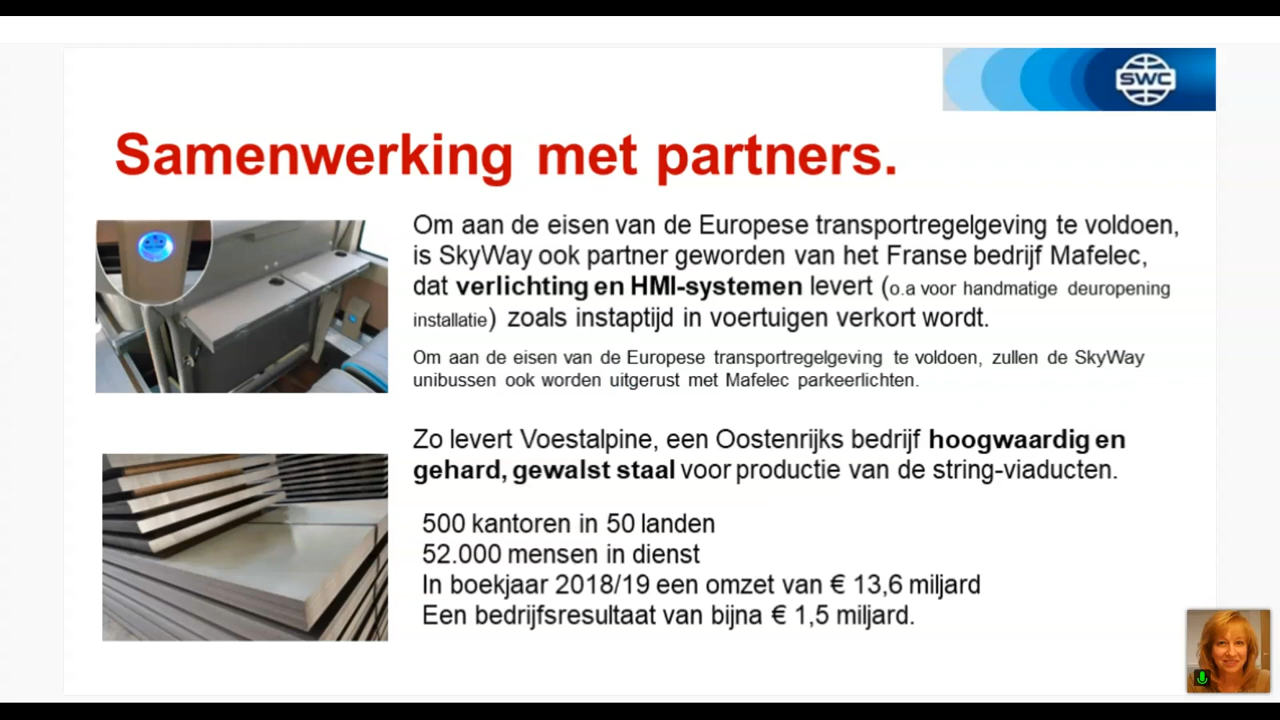 SWC
Samenwerking met partners.
Om aan de eisen van de Europese transportregelgeving te voldoen,
is SkyWay ook partner geworden van het Franse bedrijf Mafelec,
dat verlichting en HMI-systemen levert (o.a voor handmatige deuropening
installatie) zoals instaptijd in voertuigen verkort wordt.
Om aan de eisen van de Europese transportregelgeving te voldoen, zullen de SkyWay
unibussen ook worden uitgerust met Mafelec parkeerlichten.
Zo levert Voestalpine, een Oostenrijks bedrijf hoogwaardig en
gehard, gewalst staal voor productie van de string-viaducten.
500 kantoren in 50 landen
52.000 mensen in dienst
In boekjaar 2018/19 een omzet van € 13,6 miljard
Een bedrijfsresultaat van bijna € 1,5 miljard.